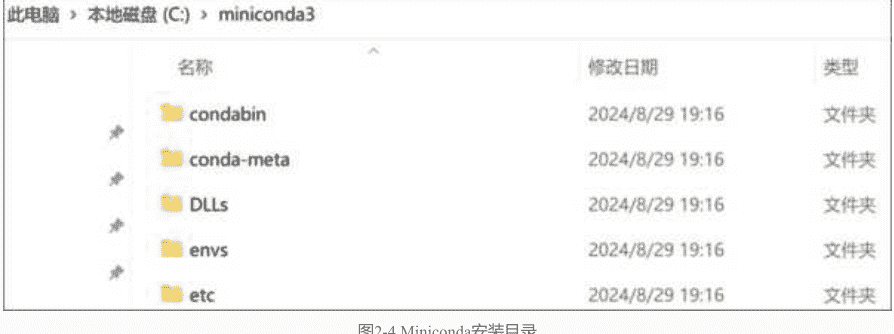 此电脑 › 本地磁盘 (C:) › miniconda3
名称 修改日期 类型
condabin 2024/8/29 19:16 文件夹
conda-meta 2024/8/29 19:16 文件夹
DLLs 2024/8/29 19:16 文件夹
envs 2024/8/29 19:16 文件夹
etc 2024/8/29 19:16 文件夹
图2-4 Miniconda安装目录